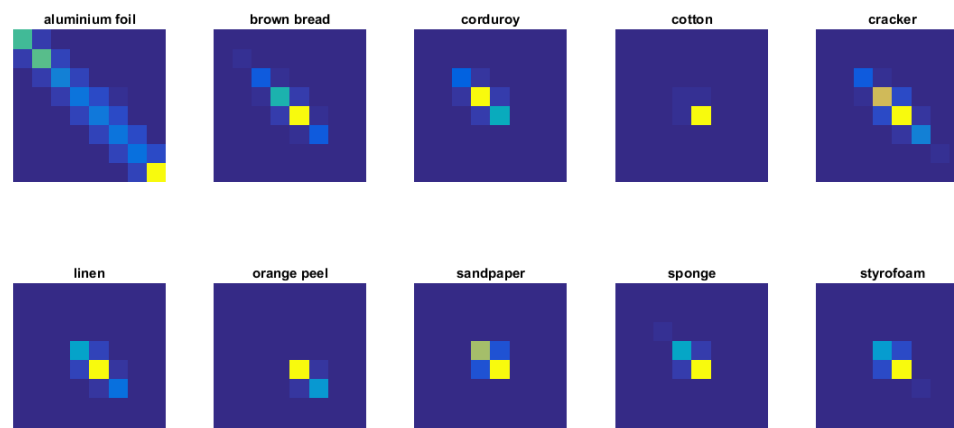 aluminium foil
brown bread
corduroy
cotton
cracker
linen
orange peel
sandpaper
sponge
styrofoam